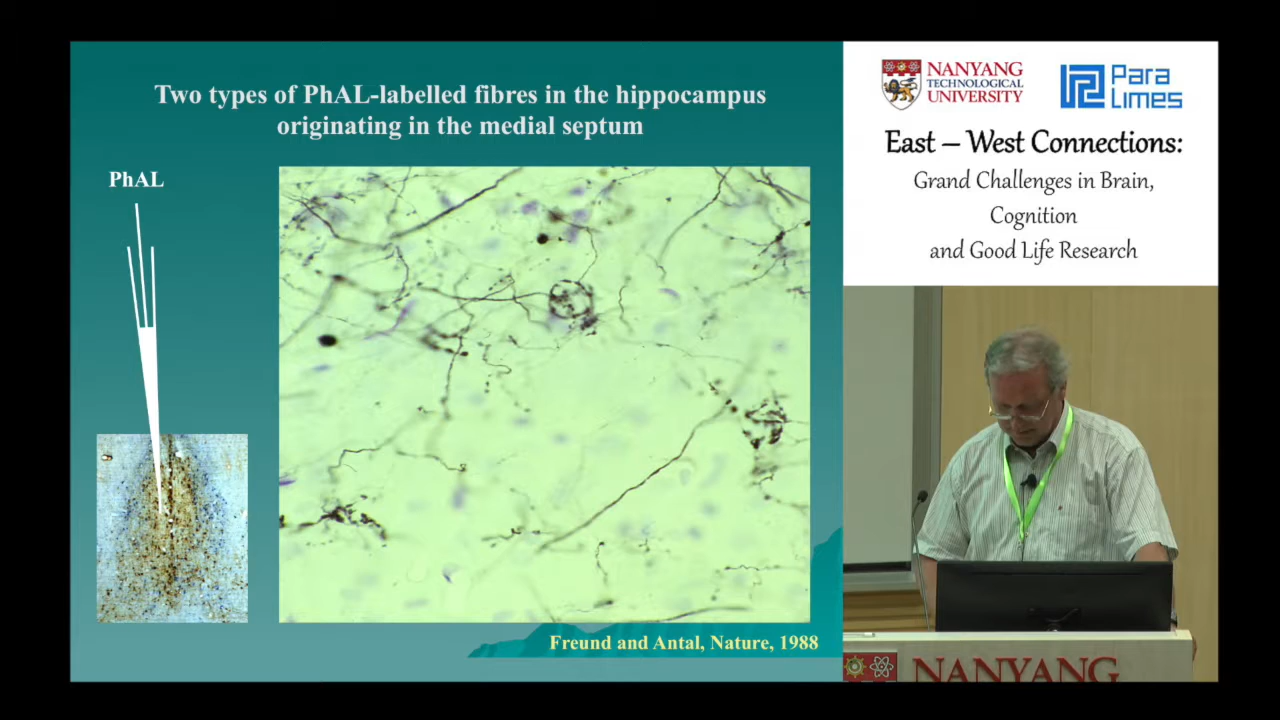 Two types of PhAL-labelled fibres in the hippocampus
originating in the medial septum
PhAL
Freund and Antal, Nature, 1988
NANYANG
TECHNOLOGICAL
UNIVERSITY
Para
Limes
East – West Connections:
Grand Challenges in Brain,
Cognition
and Good Life Research
NANYANG